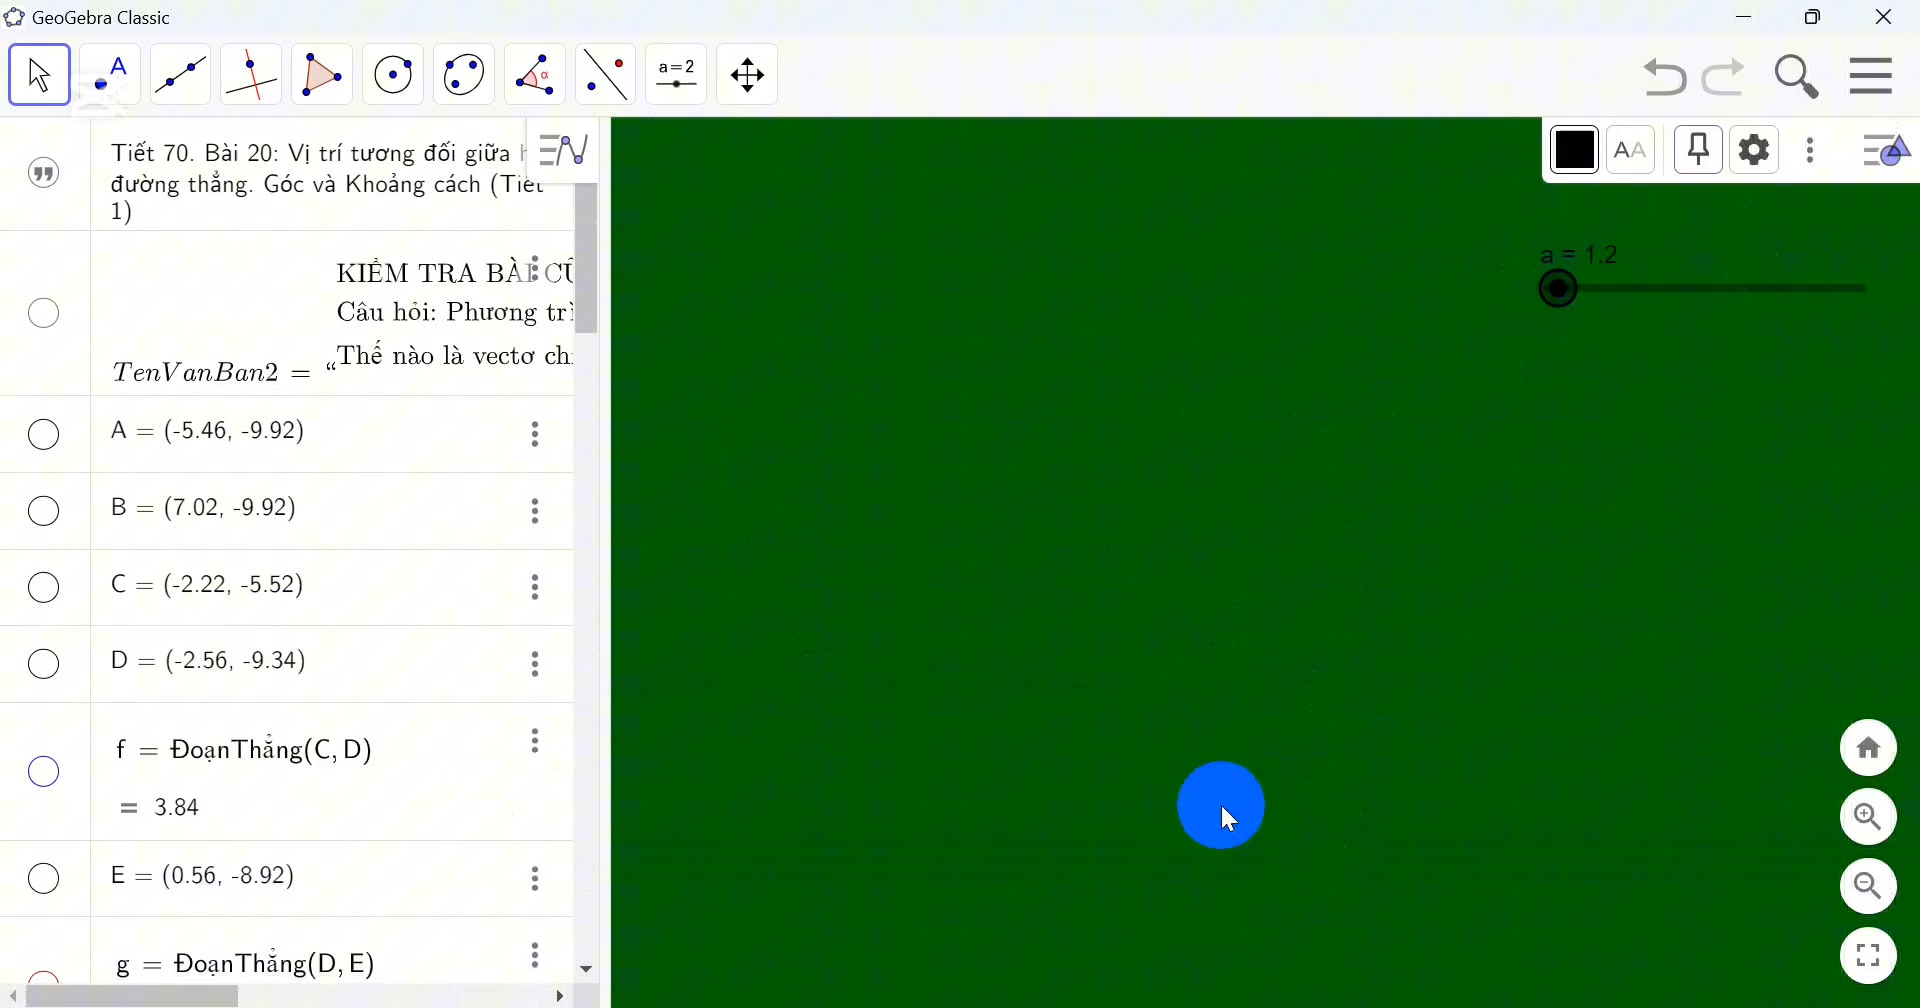 GeoGebra Classic
A
α
a=2
Tiết 70. Bài 20: Vị trí tương đối giữa
đường thẳng. Góc và Khoảng cách (Tiết
1)
AA
a = 1.2
KIỂM TRA BÀI CŨ
Câu hỏi: Phương trì
TenVanBan2 = “Thế nào là vectơ ch
A = (-5.46, -9.92)
B = (7.02, -9.92)
C = (-2.22, -5.52)
D = (-2.56, -9.34)
f = ĐoạnThẳng(C, D)
= 3.84
E = (0.56, -8.92)
g = ĐoạnThẳng(D, E)